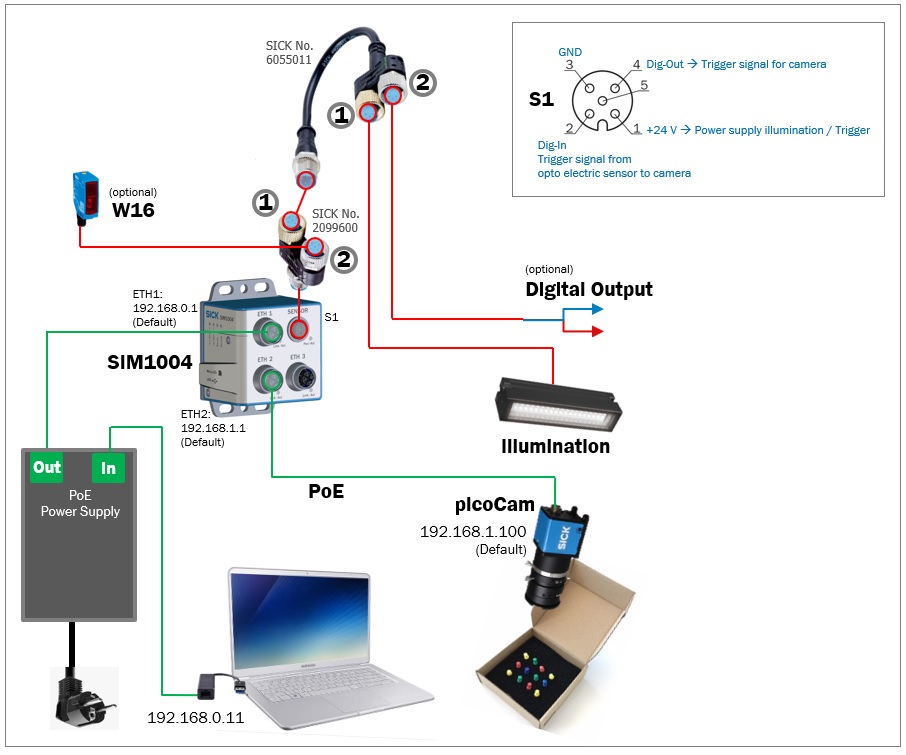 SICK No.
6055011
1
2
GND
3
4
Dig-Out → Trigger signal for camera
5
S1
2
1
+24 V → Power supply illumination / Trigger
Dig-In
Trigger signal from
opto electric sensor to camera
(optional)
W16
1
SICK No.
2099600
2
ETH1:
192.168.0.1
(Default)
SICK
ETH 1
SENSOR
S1
SIM1004
ETH 2
ETH 3
ETH2:
192.168.1.1
(Default)
(optional)
Digital Output
Illumination
Out
In
PoE
Power Supply
PoE
picoCam
192.168.1.100
(Default)
SICK
192.168.0.11